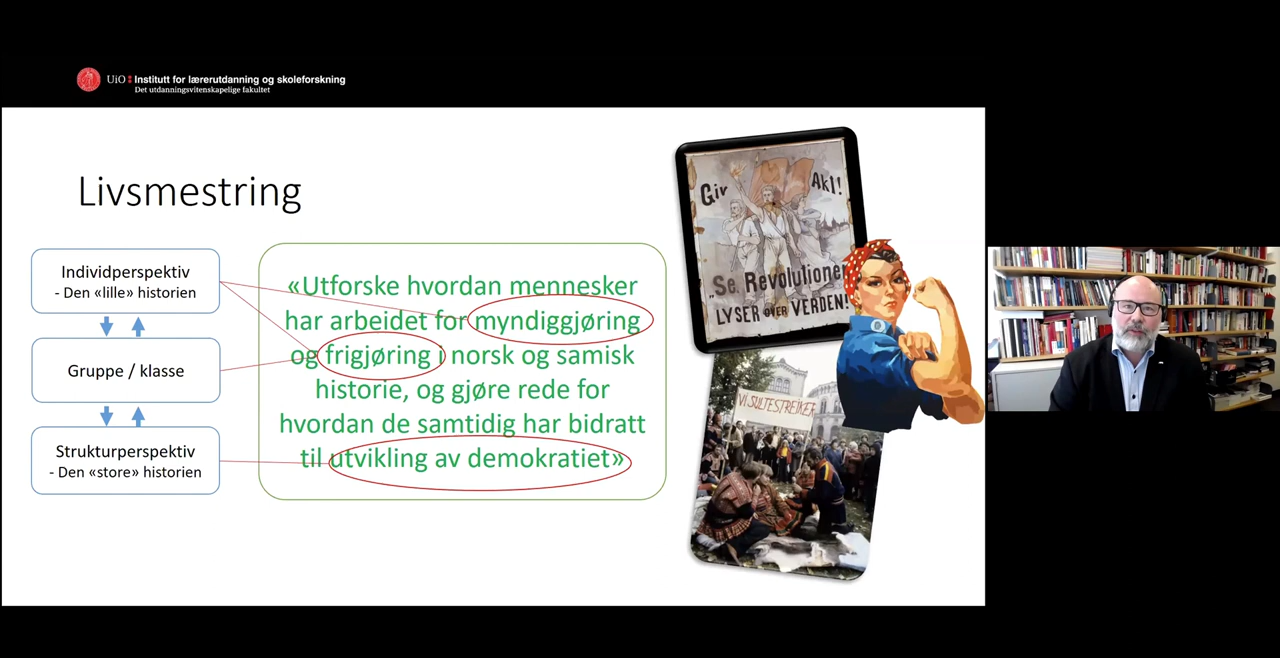 UiO Institutt for lærerutdanning og skoleforskning
Det utdanningsvitenskapelige fakultet
Livsmestring
Individperspektiv
- Den «lille» historien
Gruppe / klasse
Strukturperspektiv
- Den «store» historien
«Utforske hvordan mennesker
har arbeidet for myndiggjøring
og frigjøring i norsk og samisk
historie, og gjøre rede for
hvordan de samtidig har bidratt
til utvikling av demokratiet»
Giv Akt!
"Se, Revolutionen
LYSER OVER VERDEN!
VI SULTESTREIKER